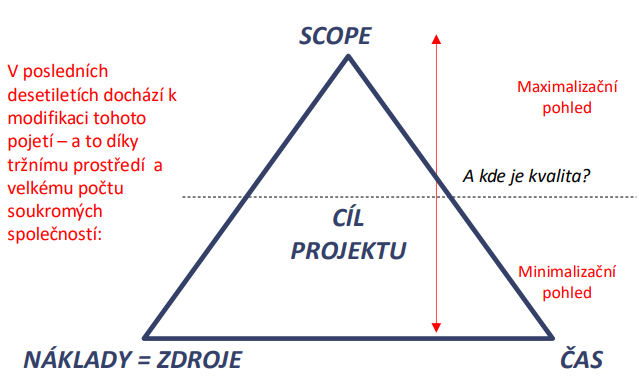 SCOPE
V posledních
desetiletích dochází k
modifikaci tohoto
pojetí – a to díky
tržnímu prostředí a
velkému počtu
soukromých
společností:
Maximalizační
pohled
A kde je kvalita?
CÍL
PROJEKTU
Minimalizační
pohled
NÁKLADY = ZDROJE
ČAS